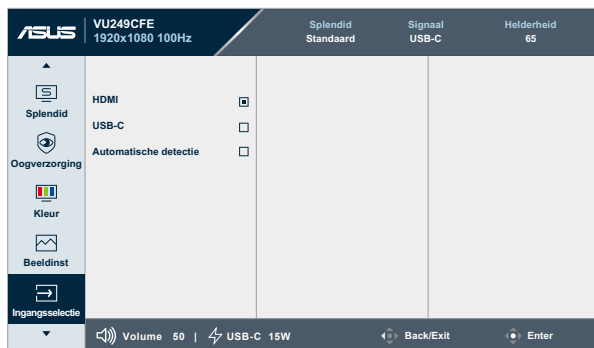 ASUS
VU249CFE
1920x1080 100Hz
Splendid
Standaard
Signaal
USB-C
Helderheid
65
Splendid
Oogverzorging
Kleur
Beeldinst
Ingangsselectie
HDMI
USB-C
Automatische detectie
Volume 50 | USB-C 15W
Back/Exit
Enter